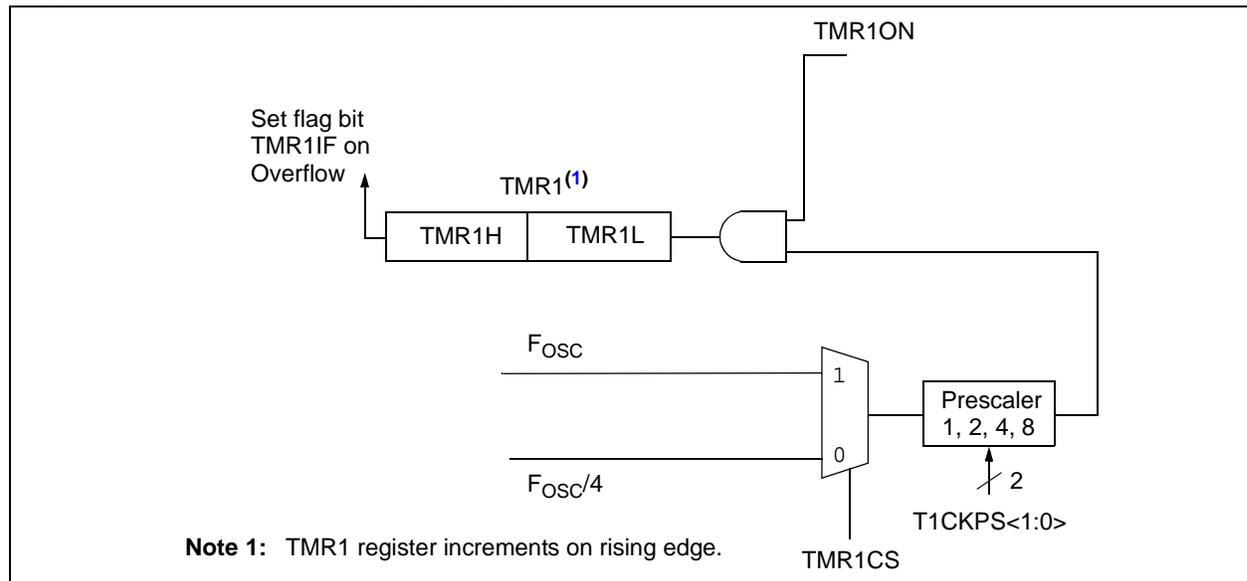 TMR1ON
Set flag bit
TMR1IF on
Overflow
TMR1(1)
TMR1H TMR1L
FOSC
1
Prescaler
1, 2, 4, 8
0
FOSC/4
2
T1CKPS<1:0>
Note 1: TMR1 register increments on rising edge.
TMR1CS